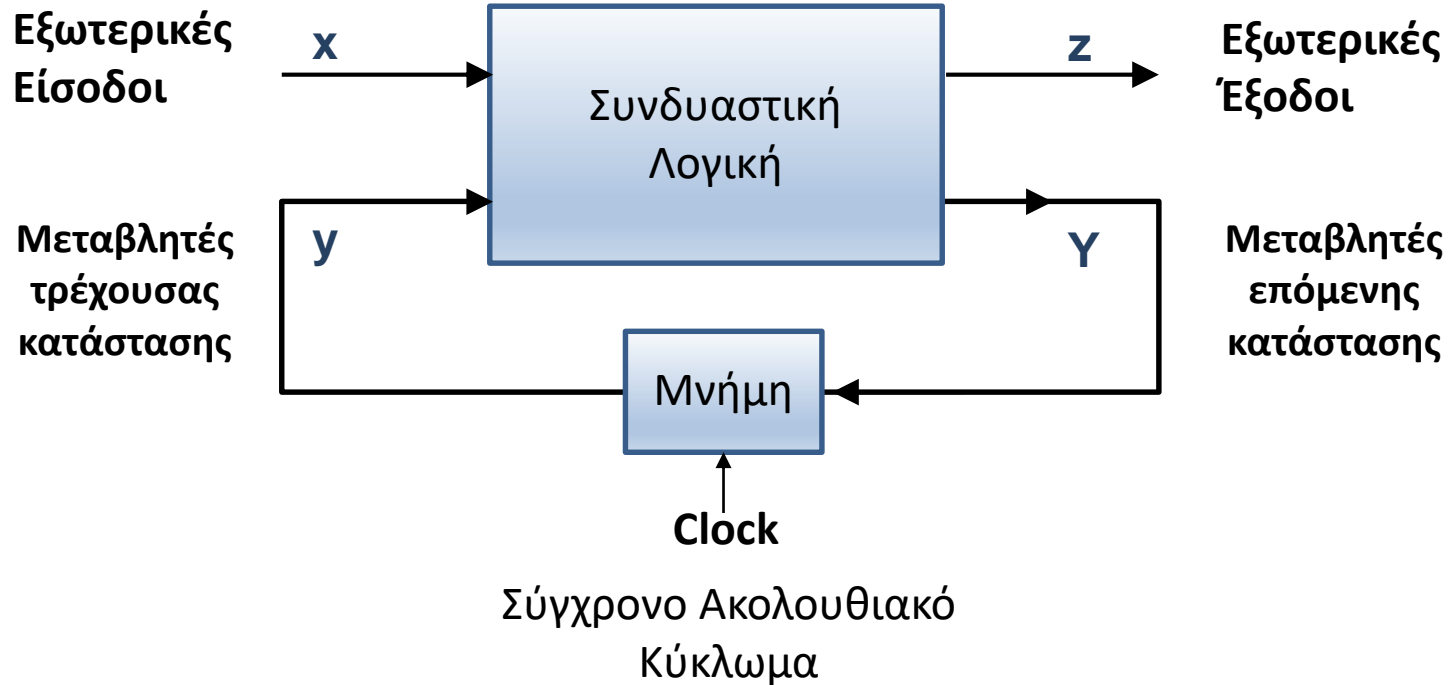 Εξωτερικές
Είσοδοι
x
Συνδυαστική
Λογική
z
Εξωτερικές
Έξοδοι
Μεταβλητές
τρέχουσας
κατάστασης
y
Y
Μεταβλητές
επόμενης
κατάστασης
Μνήμη
Clock
Σύγχρονο Ακολουθιακό
Κύκλωμα